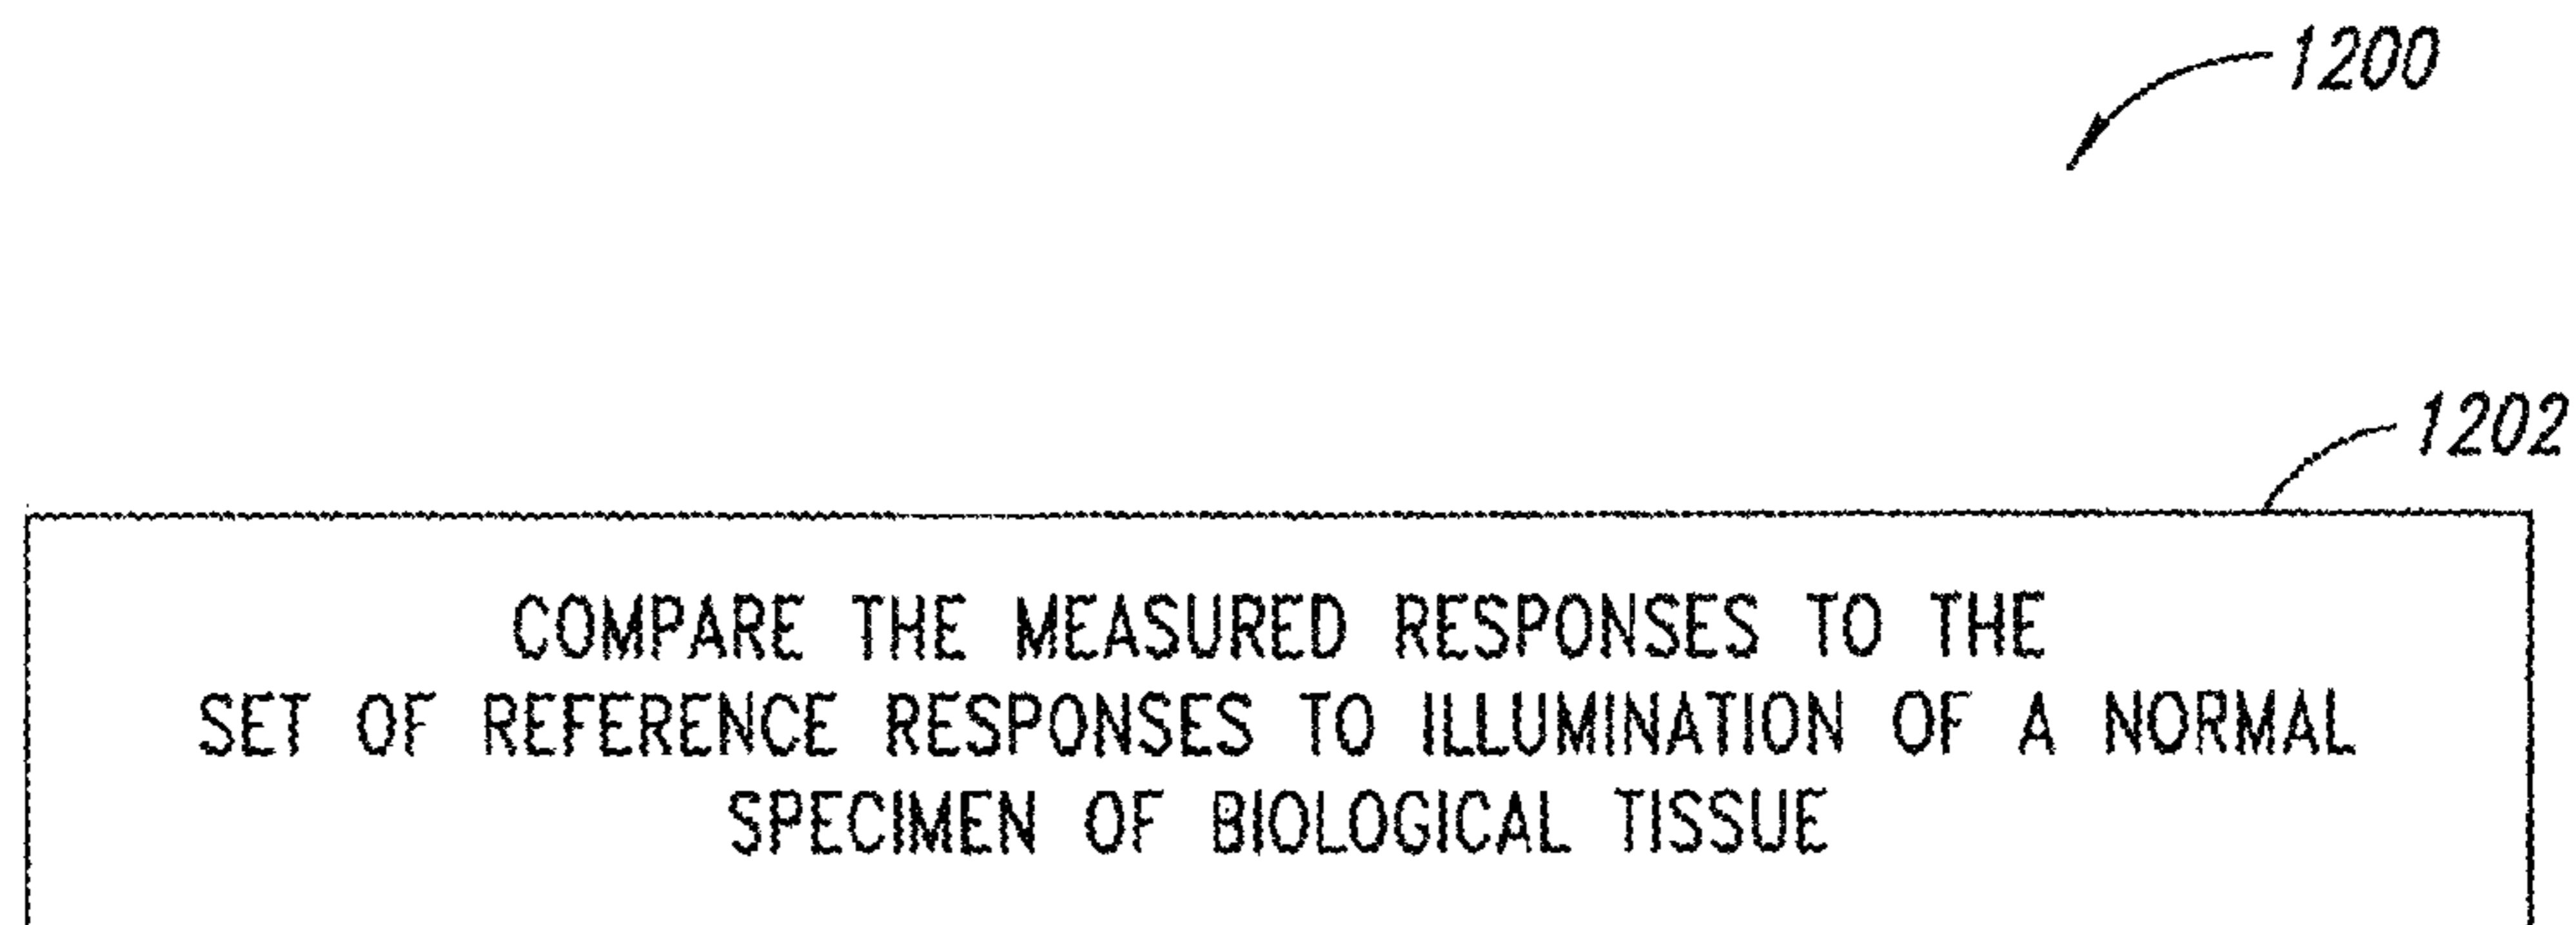 1200
1202
COMPARE THE MEASURED RESPONSES TO THE
SET OF REFERENCE RESPONSES TO ILLUMINATION OF A NORMAL
SPECIMEN OF BIOLOGICAL TISSUE